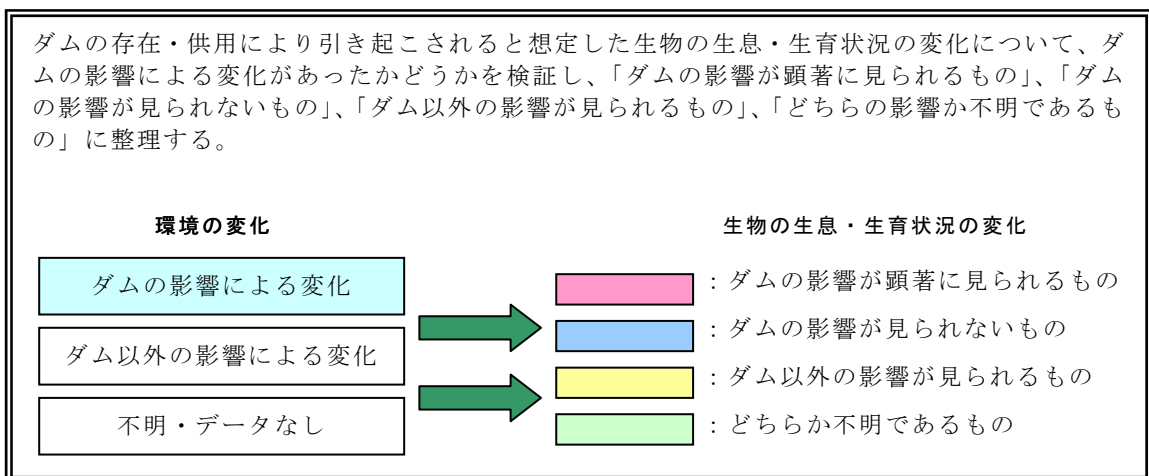 ダムの存在・供用により引き起こされると想定した生物の生息・生育状況の変化について、ダ
ムの影響による変化があったかどうかを検証し、「ダムの影響が顕著に見られるもの」、「ダム
の影響が見られないもの」、「ダム以外の影響が見られるもの」、「どちらの影響か不明であるも
の」に整理する。
環境の変化
生物の生息・生育状況の変化
ダムの影響による変化
ダム以外の影響による変化
不明・データなし
：ダムの影響が顕著に見られるもの
：ダムの影響が見られないもの
：ダム以外の影響が見られるもの
：どちらか不明であるもの